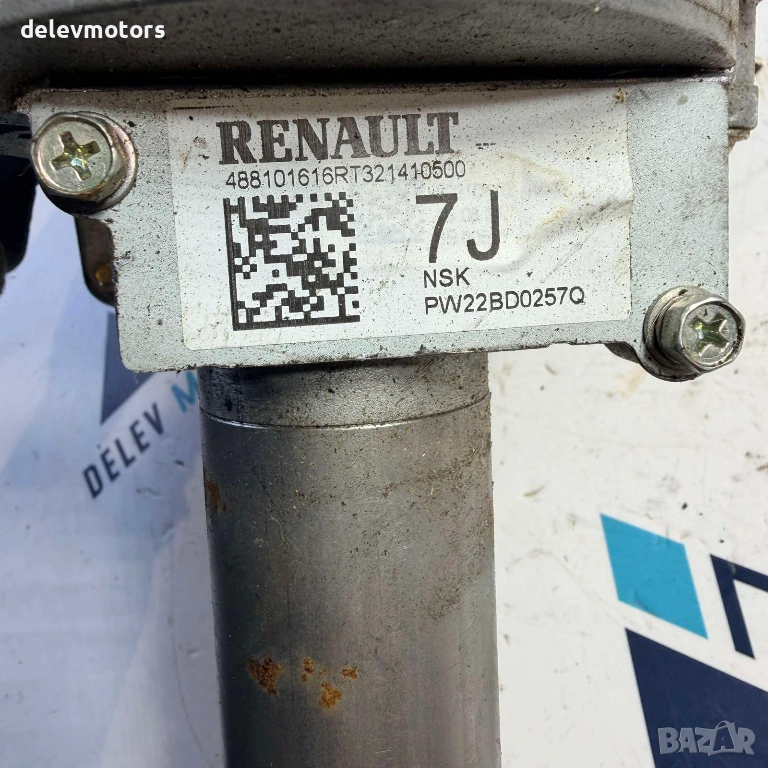 delevmotors
RENAULT ---
488101616RT321410500
7J
NSK
PW22BD0257Q
DELEV M
BAZAR